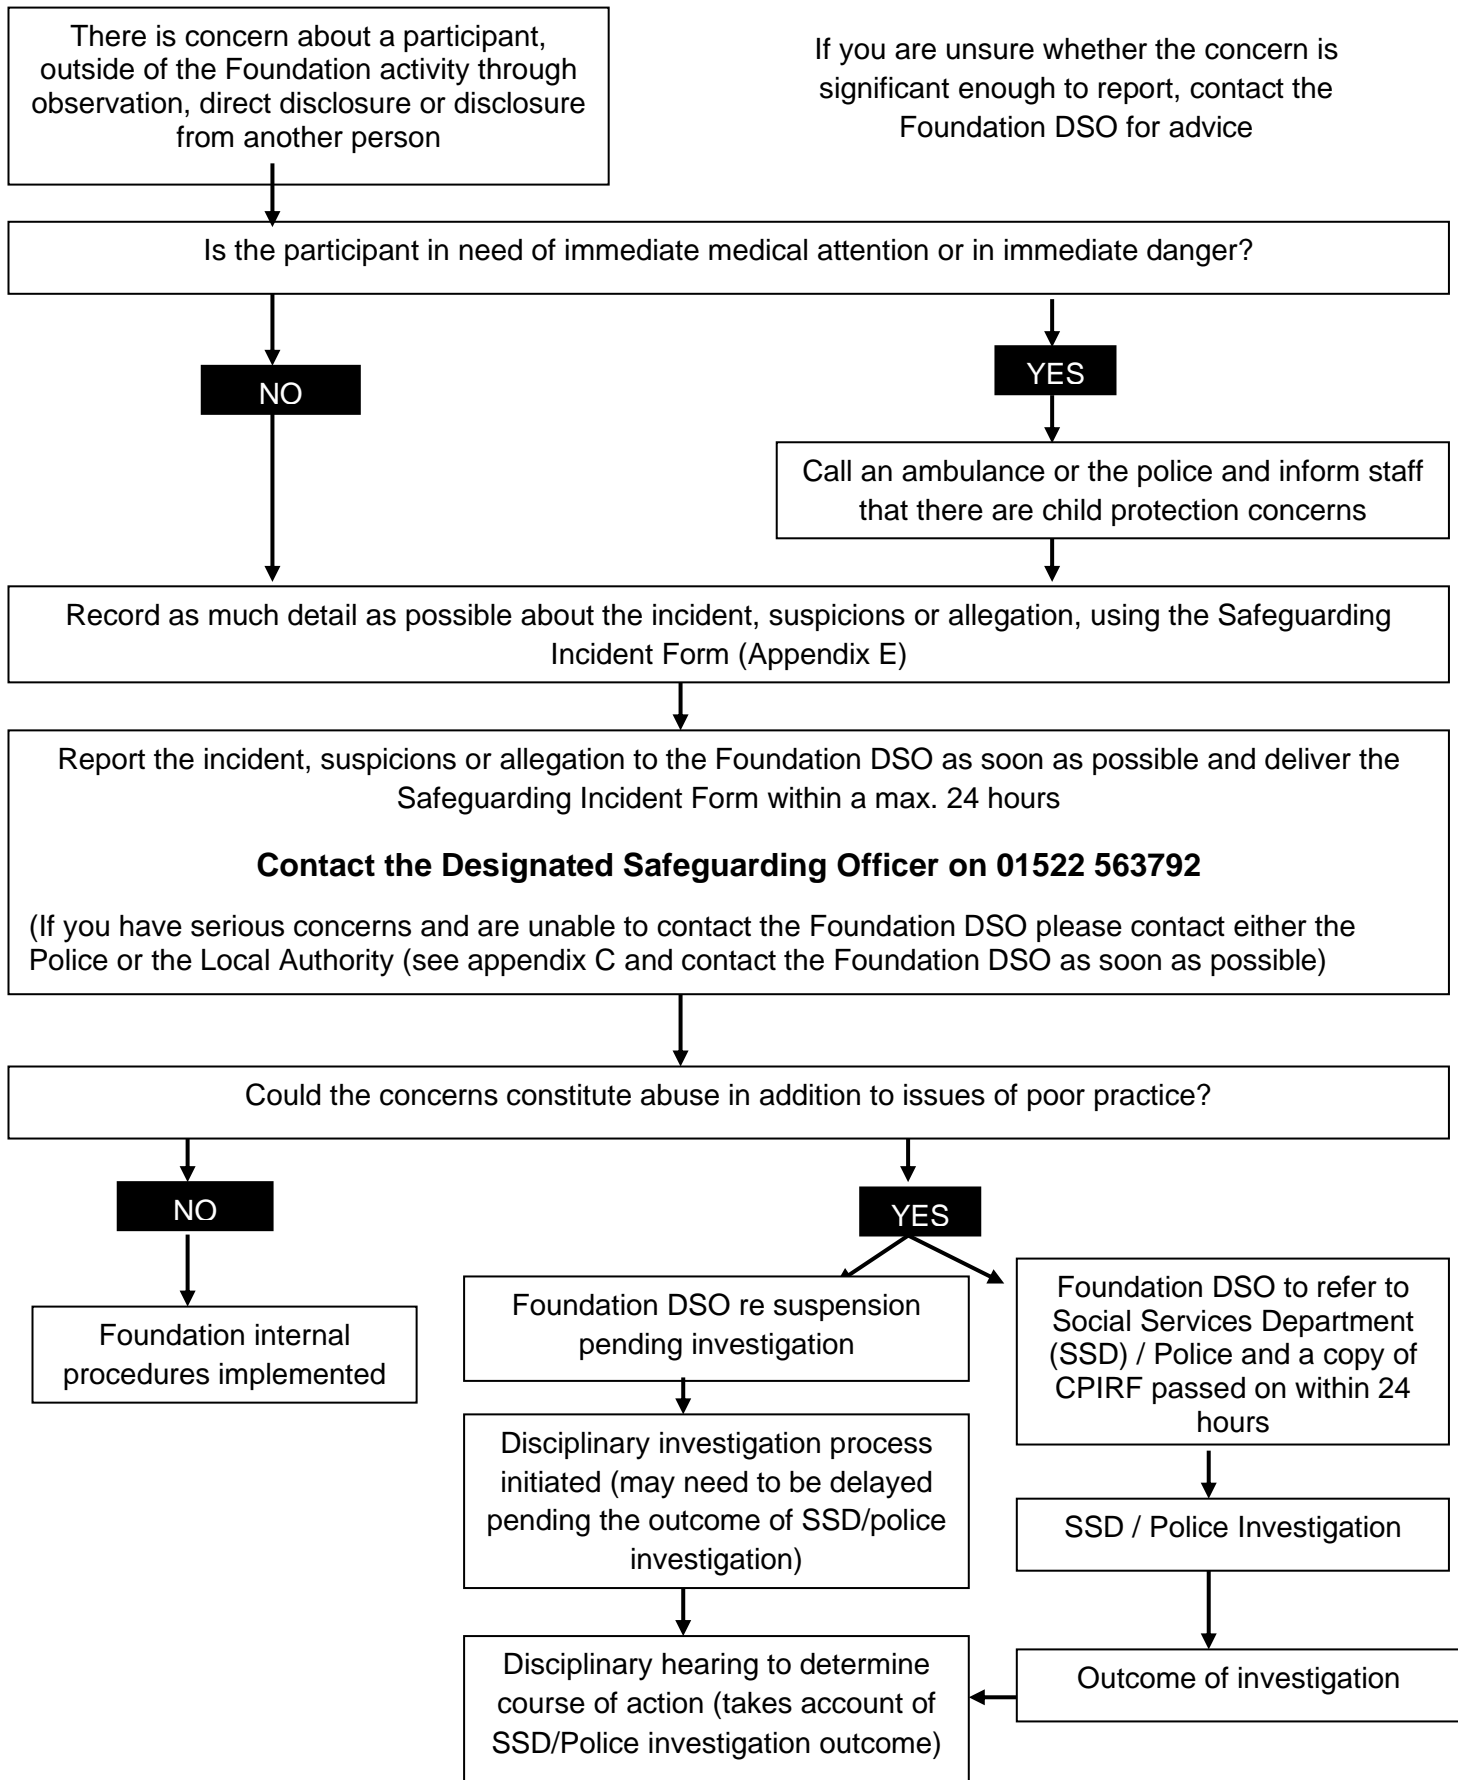 There is concern about a participant,
outside of the Foundation activity through
observation, direct disclosure or disclosure
from another person
If you are unsure whether the concern is
significant enough to report, contact the
Foundation DSO for advice
Is the participant in need of immediate medical attention or in immediate danger?
NO
YES
Call an ambulance or the police and inform staff
that there are child protection concerns
Record as much detail as possible about the incident, suspicions or allegation, using the Safeguarding
Incident Form (Appendix E)
Report the incident, suspicions or allegation to the Foundation DSO as soon as possible and deliver the
Safeguarding Incident Form within a max. 24 hours
Contact the Designated Safeguarding Officer on 01522 563792
(If you have serious concerns and are unable to contact the Foundation DSO please contact either the
Police or the Local Authority (see appendix C and contact the Foundation DSO as soon as possible)
Could the concerns constitute abuse in addition to issues of poor practice?
NO
YES
Foundation internal
procedures implemented
Foundation DSO re suspension
pending investigation
Foundation DSO to refer to
Social Services Department
(SSD) / Police and a copy of
CPIRF passed on within 24
hours
Disciplinary investigation process
initiated (may need to be delayed
pending the outcome of SSD/police
investigation)
SSD / Police Investigation
Disciplinary hearing to determine
course of action (takes account of
SSD/Police investigation outcome)
Outcome of investigation